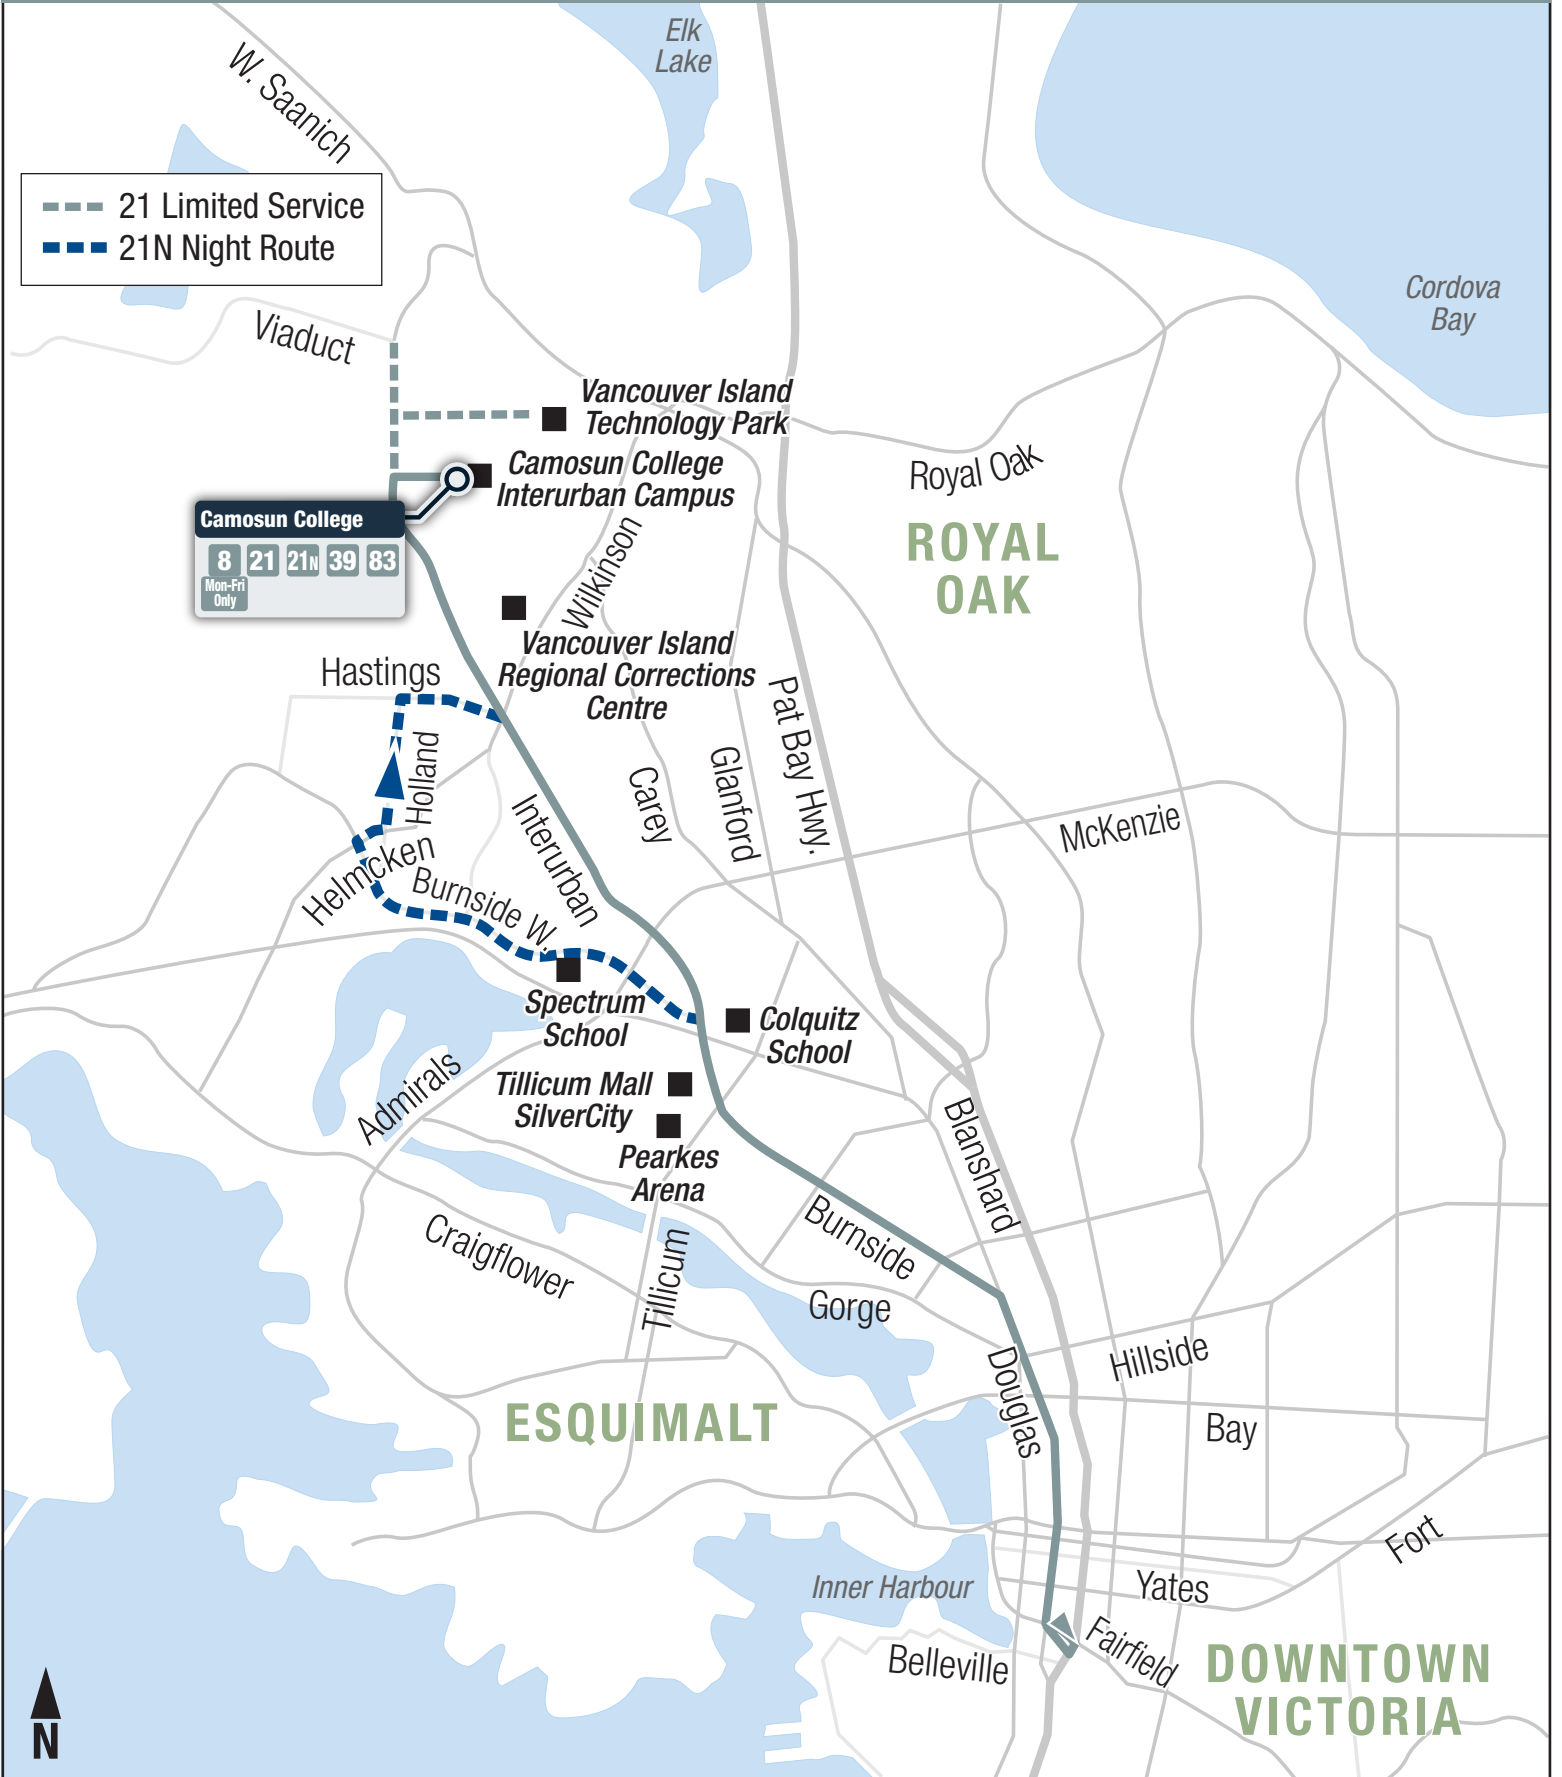 Elk
Lake
W. Saanich
21 Limited Service
21N Night Route
Cordova
Bay
Viaduct
Vancouver Island
Technology Park
Camosun College
Interurban Campus
Royal Oak
Camosun College
8 21 21N 39 83
Mon-Fri
Only
ROYAL
OAK
Wilkinson
Vancouver Island
Regional Corrections
Centre
Hastings
Pat Bay Hwy.
Holland
Carey
Glanford
Interurban
McKenzie
Helmcken
Burnside W.
Spectrum
School
Colquitz
School
Admirals
Tillicum Mall
SilverCity
Pearkes
Arena
Blanshard
Burnside
Craigflower
Tillicum
Gorge
Douglas
Hillside
ESQUIMALT
Bay
Fort
Inner Harbour
Yates
Fairfield
Belleville
DOWNTOWN
VICTORIA
N